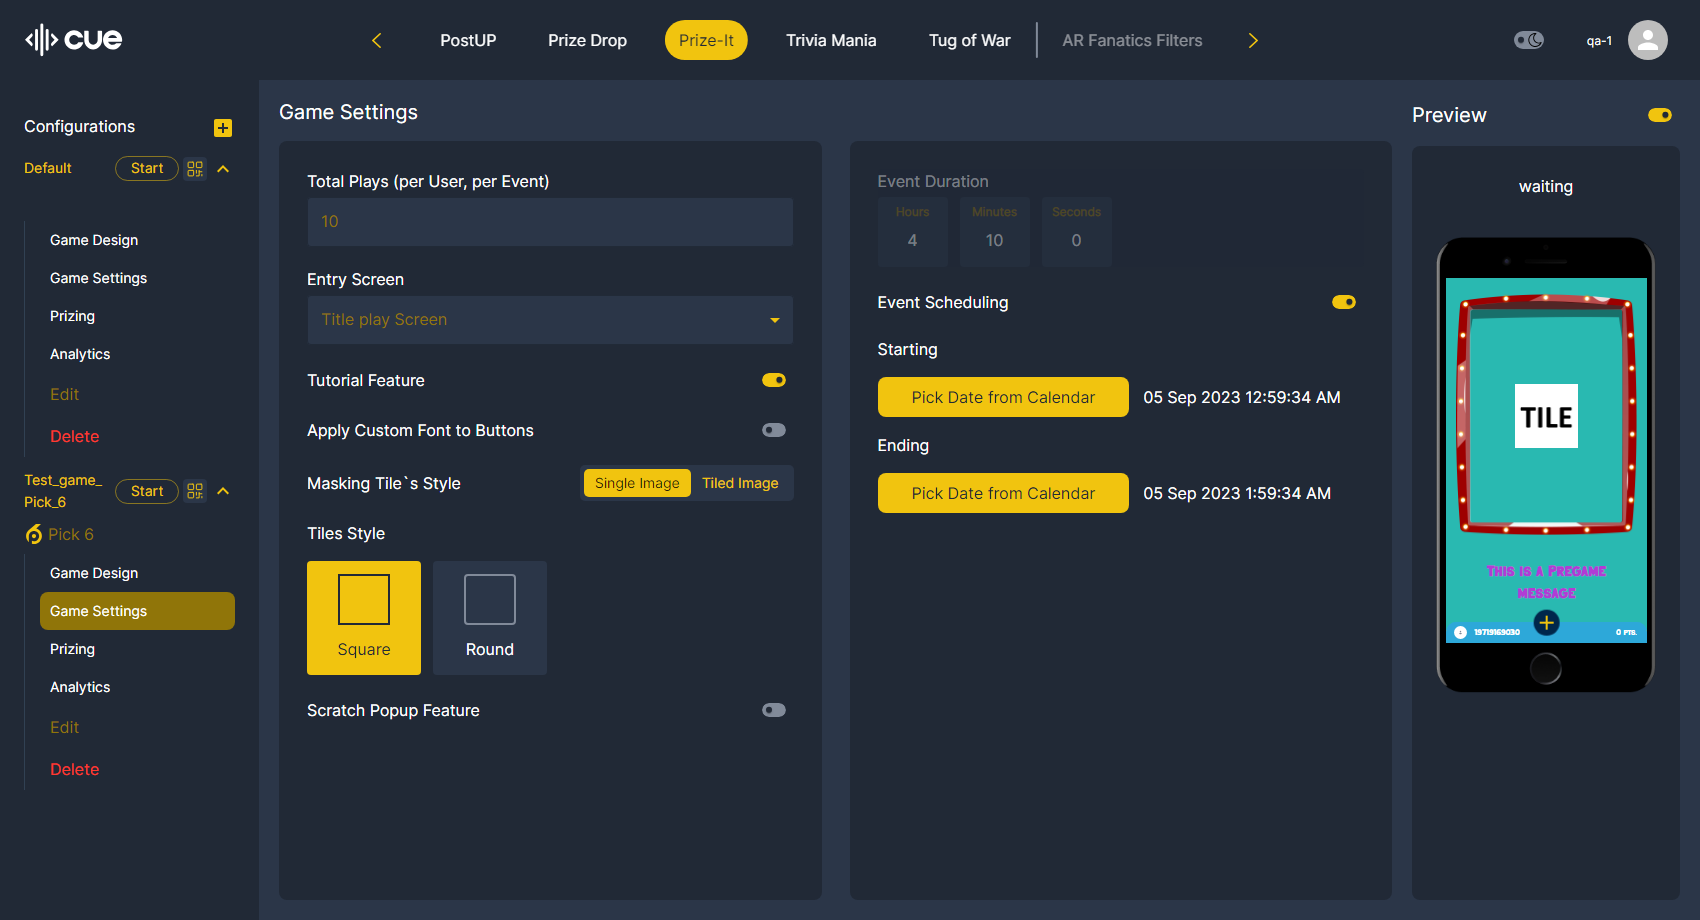 cue
PostUP
Prize Drop
Prize-It
Trivia Mania
Tug of War
AR Fanatics Filters
qa-1
Configurations
Default
Start
Game Design
Game Settings
Prizing
Analytics
Edit
Delete
Test_game_
Pick_6
Start
Pick 6
Game Design
Game Settings
Prizing
Analytics
Edit
Delete
Game Settings
Total Plays (per User, per Event)
10
Entry Screen
Title play Screen
Tutorial Feature
Apply Custom Font to Buttons
Masking Tile`s Style
Single Image
Tiled Image
Tiles Style
Square
Round
Scratch Popup Feature
Event Duration
Hours
Minutes
Seconds
4
10
0
Event Scheduling
Starting
Pick Date from Calendar
05 Sep 2023 12:59:34 AM
Ending
Pick Date from Calendar
05 Sep 2023 1:59:34 AM
Preview
waiting
TILE
THIS IS A PREGAME
MESSAGE
19719169030
0 PTS.